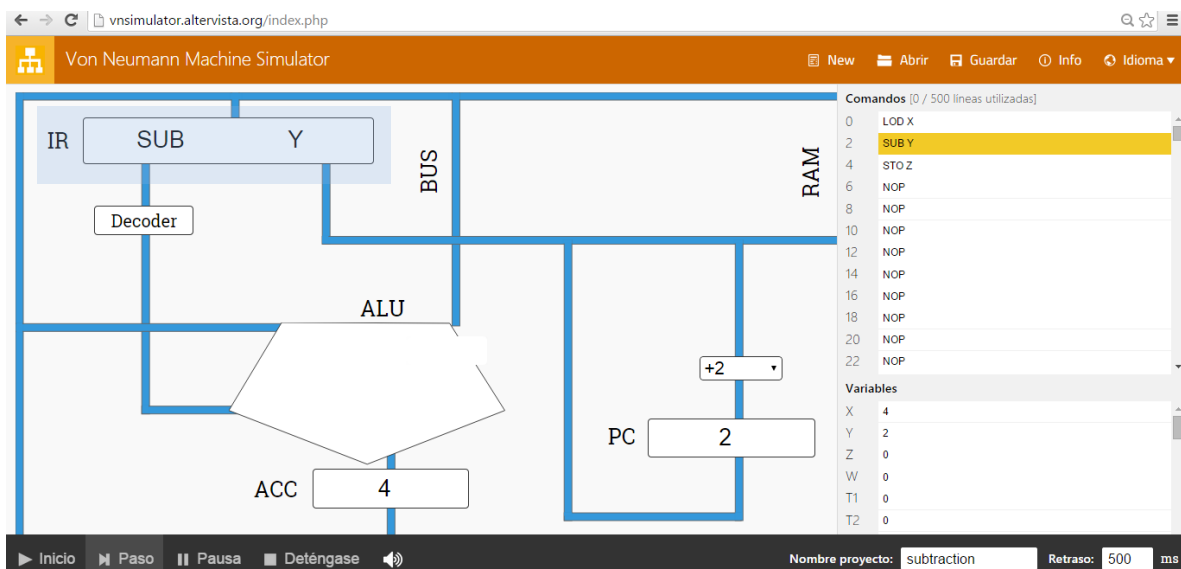 vnsimulator.altervista.org/index.php
Von Neumann Machine Simulator
New Abrir Guardar Info Idioma
IR SUB Y
Decoder
BUS
RAM
ALU
+2
PC 2
ACC 4
Comandos [0 / 500 líneas utilizadas]
0 LOD X
2 SUB Y
4 STO Z
6 NOP
8 NOP
10 NOP
12 NOP
14 NOP
16 NOP
18 NOP
20 NOP
22 NOP
Variables
X 4
Y 2
Z 0
W 0
T1 0
T2 0
Inicio Paso Pausa Deténgase Nombre proyecto: subtraction Retraso: 500 ms